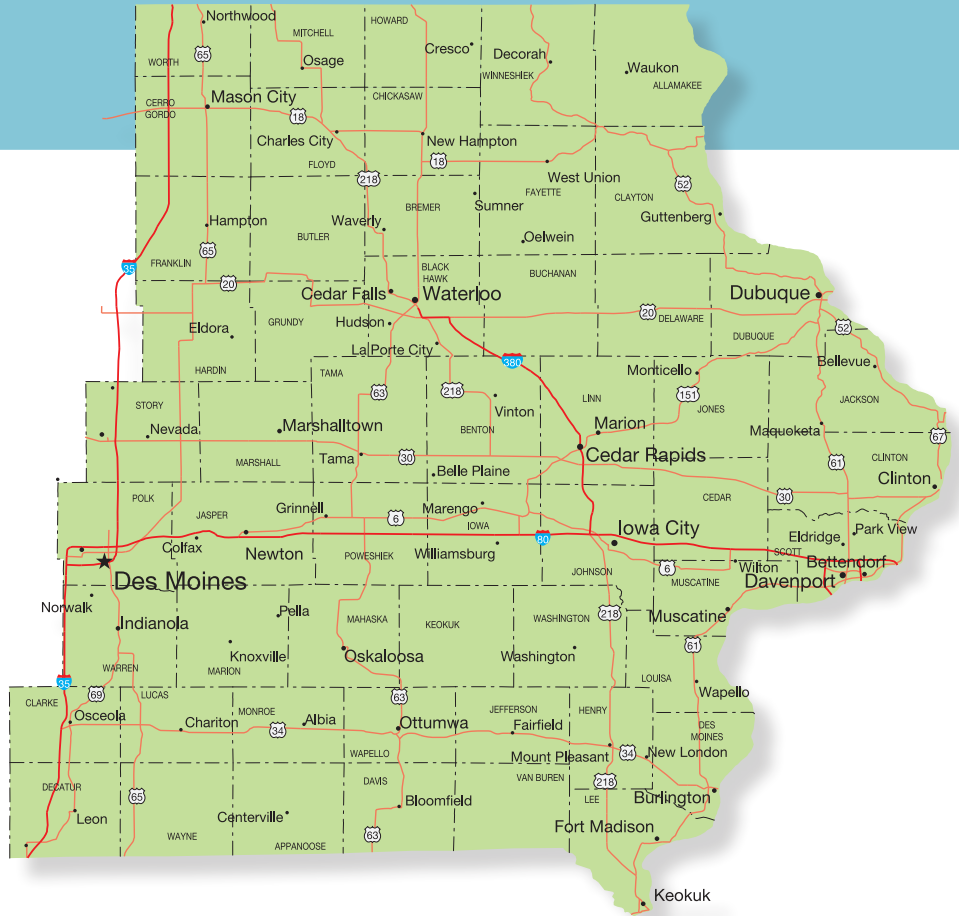 Northwood
HOWARD
MITCHELL
Cresco
Decorah
65
Osage
WORTH
WINNESHIEK
Waukon
ALLAMAKEE
Mason City
CERRO
GORDO
CHICKASAW
18
Charles City
New Hampton
FLOYD
18
218
West Union
52
FAYETTE
CLAYTON
BREMER
Sumner
Hampton
Waverly
Guttenberg
BUTLER
Oelwein
65
FRANKLIN
35
BLACK
HAWK
BUCHANAN
20
Cedar Falls
Waterloo
Dubuque
20
DELAWARE
GRUNDY
Hudson
Eldora
52
DUBUQUE
La Porte City
380
Bellevue
HARDIN
TAMA
Monticello
63
218
151
LINN
JONES
JACKSON
STORY
Vinton
Nevada
Marshalltown
BENTON
Marion
Maquoketa
67
Tama
30
Cedar Rapids
MARSHALL
61
CLINTON
Belle Plaine
Clinton
POLK
CEDAR
30
JASPER
Grinnell
Marengo
6
IOWA
Iowa City
Park View
Colfax
Newton
80
Eldridge
POWESHIEK
Williamsburg
SCOTT
Des Moines
JOHNSON
6
Wilton
Bettendorf
MUSCATINE
Davenport
Norwalk
Pella
218
Muscatine
Indianola
MAHASKA
KEOKUK
WASHINGTON
61
Knoxville
Oskaloosa
Washington
WARREN
MARION
LOUISA
35
69
LUCAS
63
Wapello
CLARKE
MONROE
JEFFERSON
HENRY
Osceola
Chariton
34
Albia
Ottumwa
Fairfield
DES
MOINES
WAPELLO
Mount Pleasant
34
New London
DAVIS
VAN BUREN
218
DECATUR
65
LEE
Burlington
Leon
Centerville
Bloomfield
Fort Madison
WAYNE
63
APPANOOSE
Keokuk